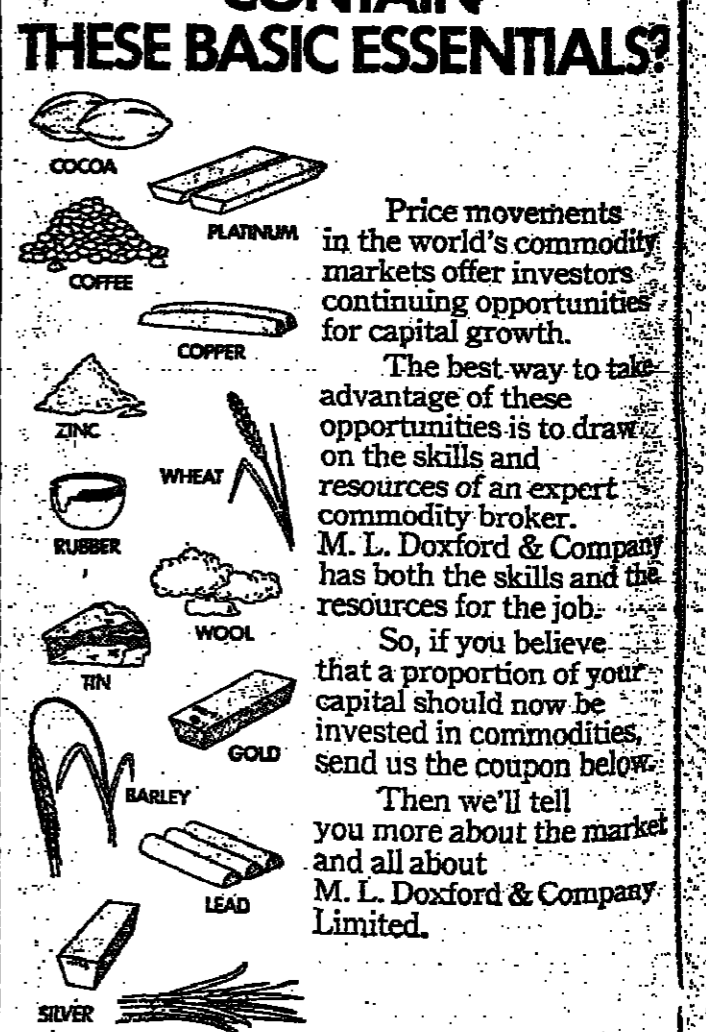 CONTAIN
THESE BASIC ESSENTIALS?
COCOA
PLATINUM
COFFEE
COPPER
ZINC
WHEAT
RUBBER
WOOL
TIN
GOLD
BARLEY
LEAD
SILVER
Price movements
in the world's commodity
markets offer investors
continuing opportunities
for capital growth.
The best way to take
advantage of these
opportunities is to draw
on the skills and
resources of an expert
commodity broker.
M. L. Doxford & Company
has both the skills and the
resources for the job.
So, if you believe
that a proportion of your
capital should now be
invested in commodities,
send us the coupon below.
Then we'll tell
you more about the market
and all about
M. L. Doxford & Company
Limited.